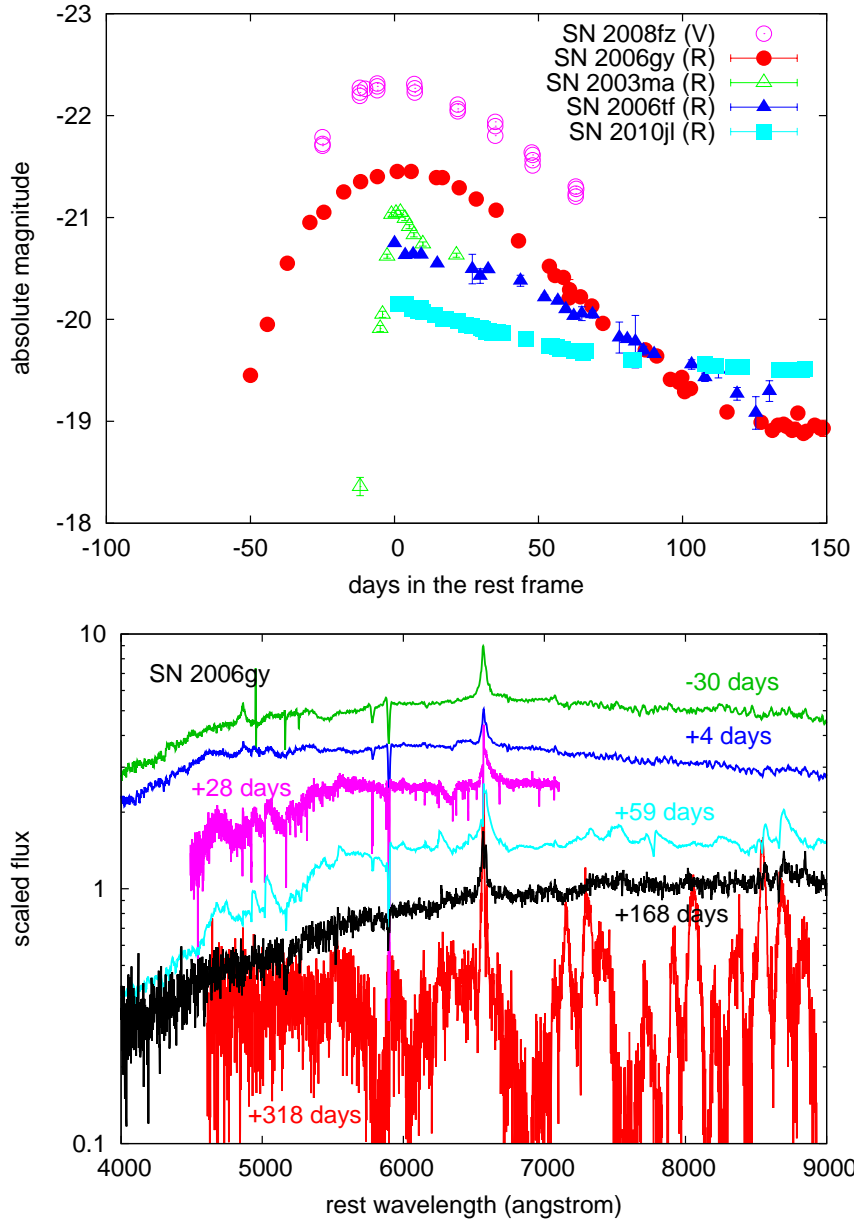 -23
-22
-21
-20
-19
-18
absolute magnitude
SN 2008fz (V)
SN 2006gy (R)
SN 2003ma (R)
SN 2006tf (R)
SN 2010jl (R)
-100
-50
0
50
100
150
days in the rest frame
10
1
0.1
scaled flux
SN 2006gy
-30 days
+4 days
+28 days
+59 days
+168 days
+318 days
4000
5000
6000
7000
8000
9000
rest wavelength (angstrom)